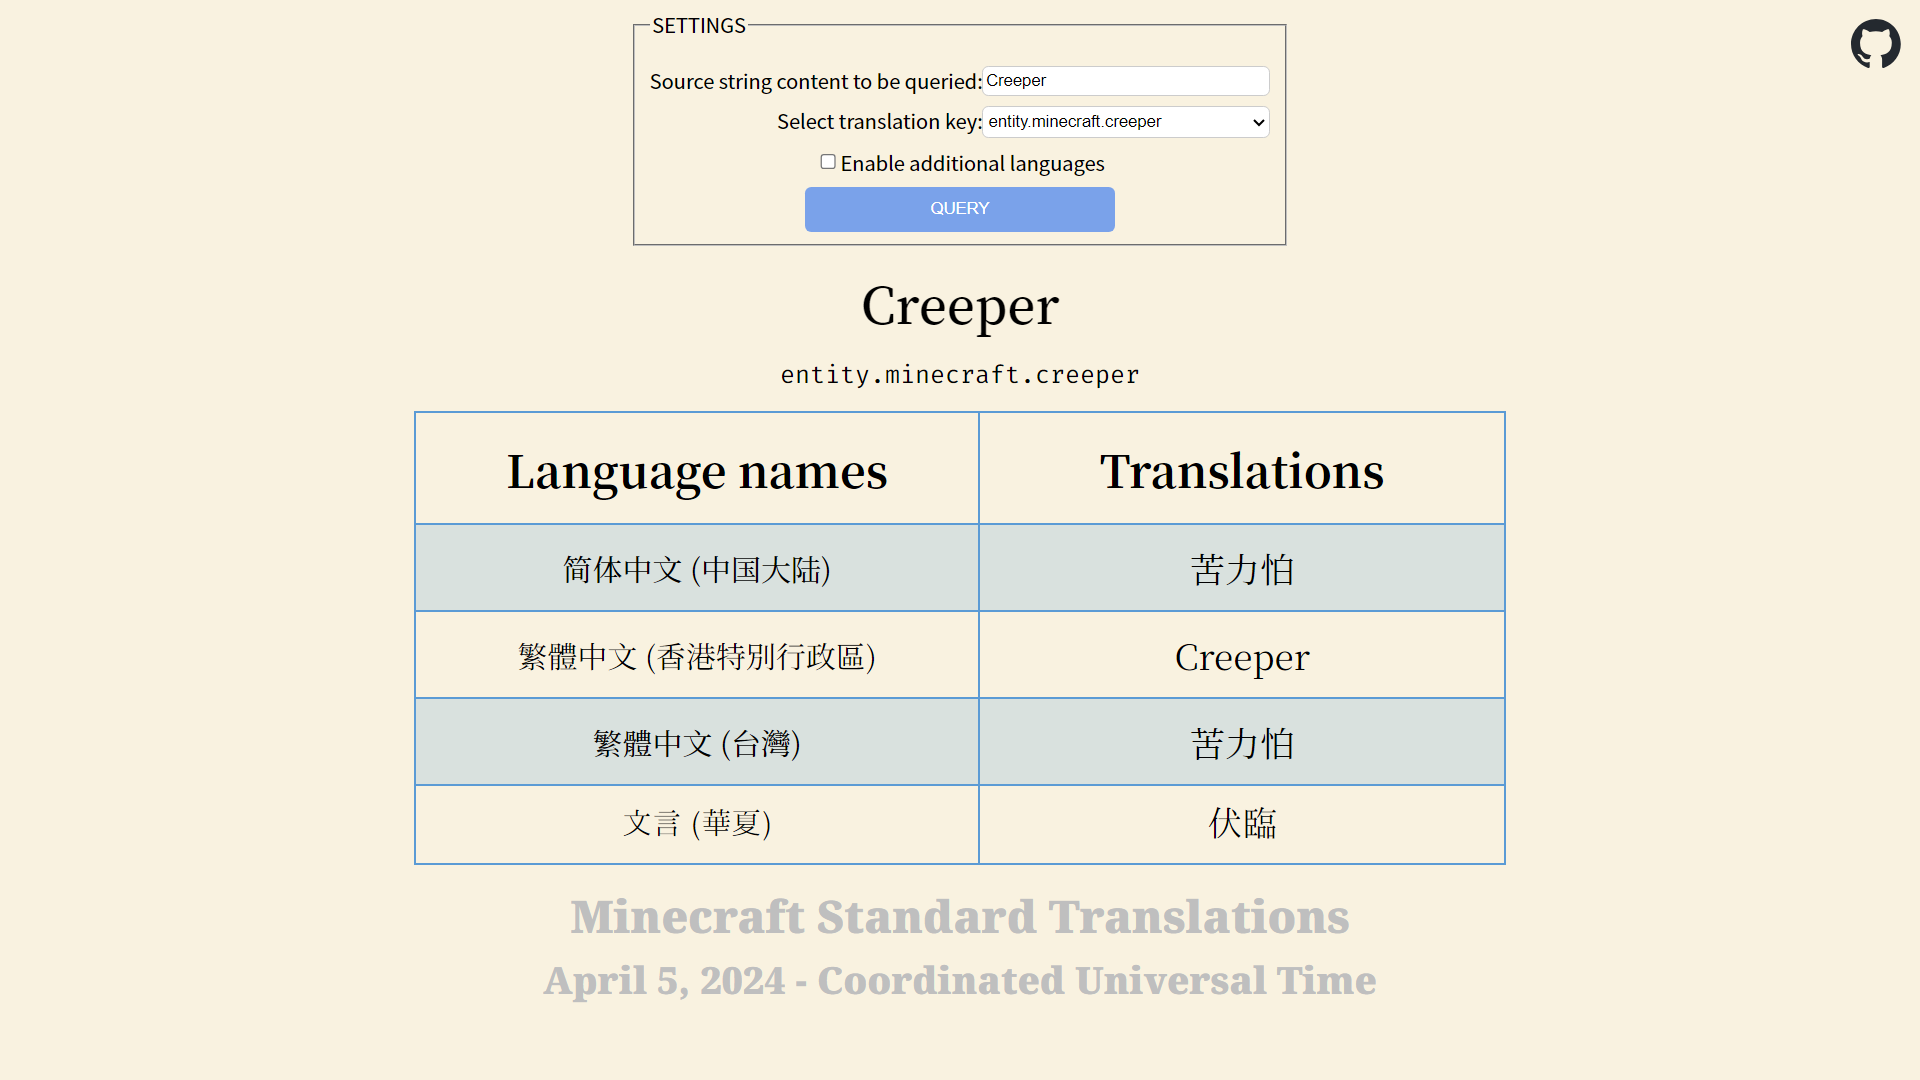 SETTINGS
Source string content to be queried: Creeper
Select translation key: entity.minecraft.creeper
Enable additional languages
QUERY
Creeper
entity.minecraft.creeper
Language names Translations
简体中文 (中国大陆) 苦力怕
繁體中文 (香港特別行政區) Creeper
繁體中文 (台灣) 苦力怕
文言 (華夏) 伏臨
Minecraft Standard Translations
April 5, 2024 - Coordinated Universal Time